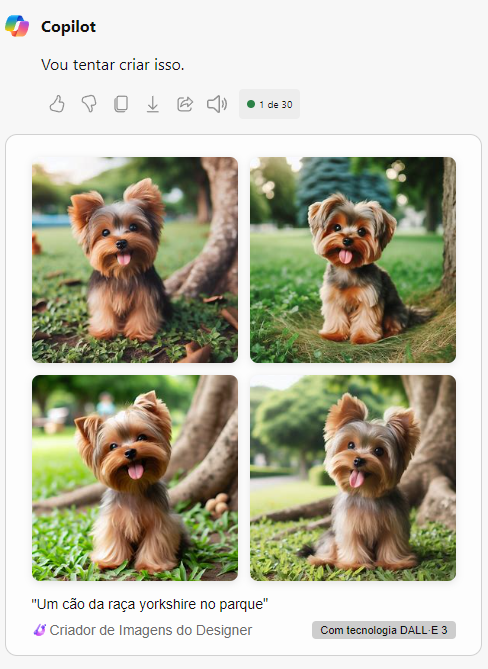 Copilot
Vou tentar criar isso.
1 de 30
"Um cão da raça yorkshire no parque"
Criador de Imagens do Designer
Com tecnologia DALL·E 3